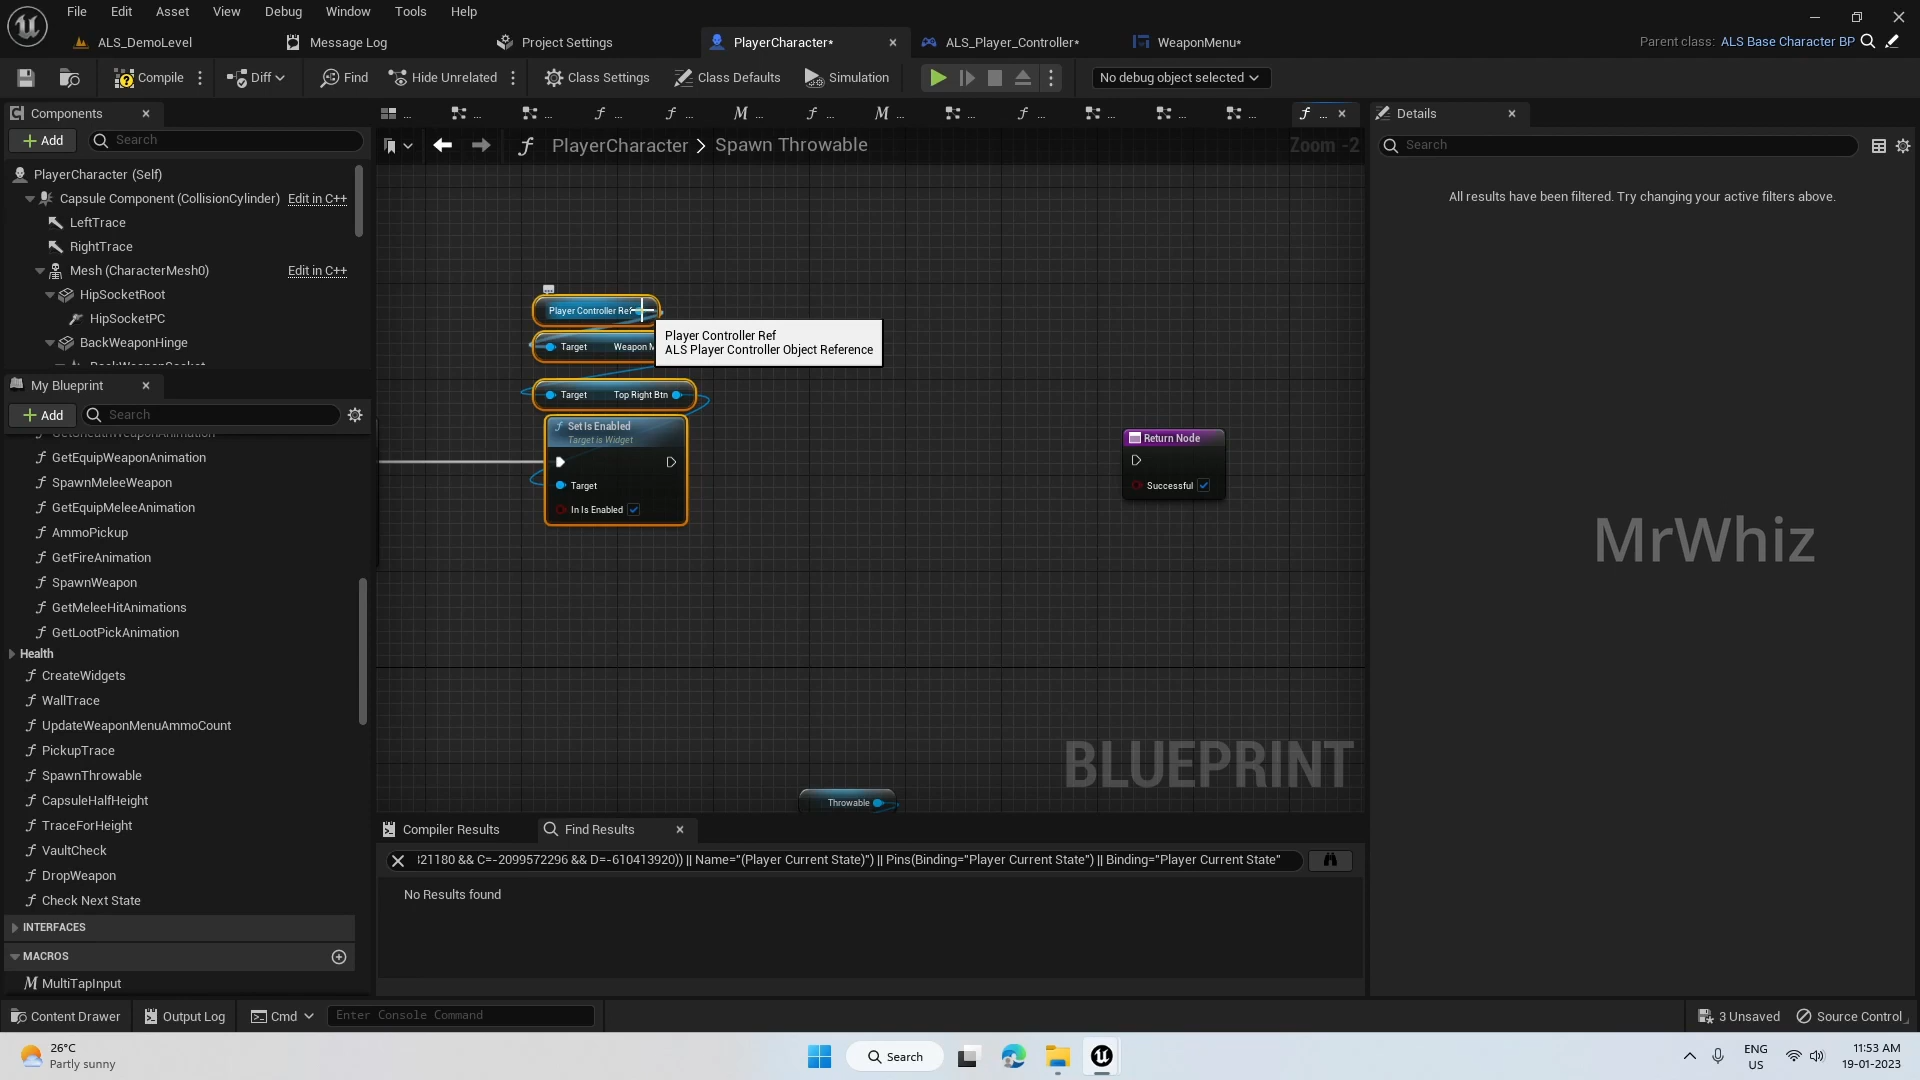 File Edit Asset View Debug Window Tools Help
ALS_DemoLevel Message Log Project Settings PlayerCharacter* ALS_Player_Controller* WeaponMenu* Parent class: ALS Base Character BP
Compile Diff Find Hide Unrelated Class Settings Class Defaults Simulation No debug object selected
Components
Add Search
PlayerCharacter (Self)
Capsule Component (CollisionCylinder) Edit in C++
LeftTrace
RightTrace
Mesh (CharacterMesh0) Edit in C++
HipSocketRoot
HipSocketPC
BackWeaponHinge
My Blueprint
Add Search
GetEquipWeaponAnimation
SpawnMeleeWeapon
GetEquipMeleeAnimation
AmmoPickup
GetFireAnimation
SpawnWeapon
GetMeleeHitAnimations
GetLootPickAnimation
Health
CreateWidgets
WallTrace
UpdateWeaponMenuAmmoCount
PickupTrace
SpawnThrowable
CapsuleHalfHeight
TraceForHeight
VaultCheck
DropWeapon
Check Next State
INTERFACES
MACROS
MultiTapInput
PlayerCharacter > Spawn Throwable Zoom -2
Player Controller Ref
Target Weapon M
Player Controller Ref
ALS Player Controller Object Reference
Target Top Right Btn
Set Is Enabled
Target is Widget
Target
In Is Enabled
Return Node
Successful
BLUEPRINT
Throwable
Compiler Results Find Results
321180 && C=-2099572296 && D=-610413920)) || Name="(Player Current State)") || Pins(Binding="Player Current State") || Binding="Player Current State"
No Results found
Details
Search
All results have been filtered. Try changing your active filters above.
MrWhiz
Content Drawer Output Log Cmd Enter Console Command 3 Unsaved Source Control
26°C
Partly sunny
Search
ENG
US
11:53 AM
19-01-2023